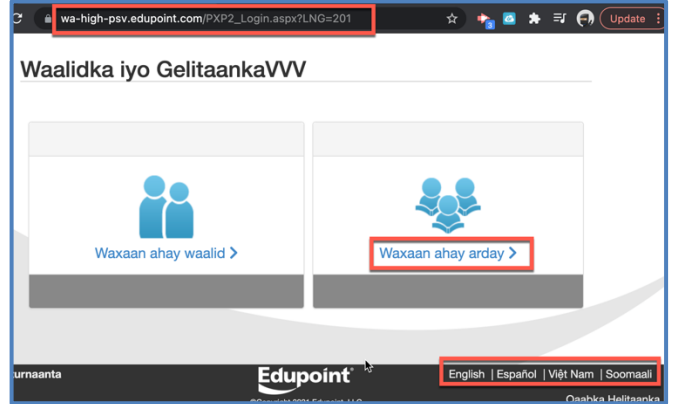 wa-high-psv.edupoint.com/PXP2_Login.aspx?LNG=201
3
Update
Waalidka iyo GelitaankaVVV
Waxaan ahay waalid
Waxaan ahay arday
English | Español | Việt Nam | Soomaali
Edupoint
Qaabka Helitaanka